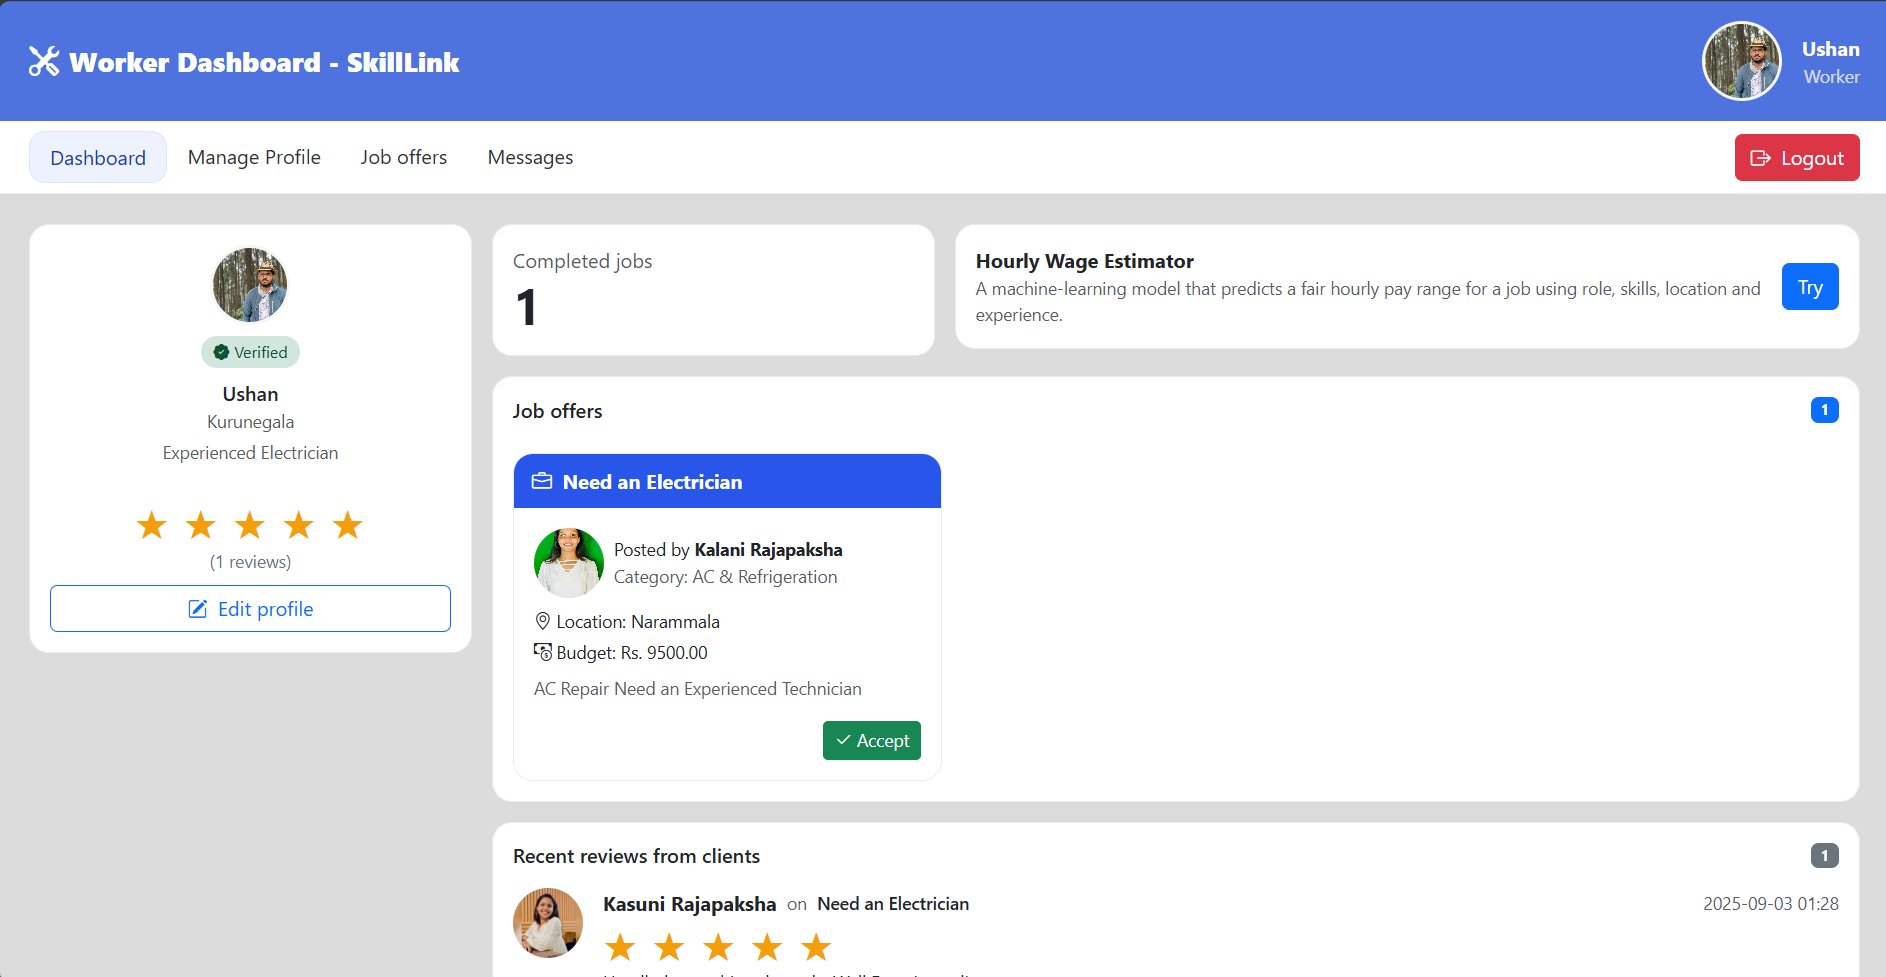 Worker Dashboard - SkillLink
Ushan
Worker
Dashboard
Manage Profile
Job offers
Messages
Logout
Verified
Ushan
Kurunegala
Experienced Electrician
(1 reviews)
Edit profile
Completed jobs
1
Hourly Wage Estimator
A machine-learning model that predicts a fair hourly pay range for a job using role, skills, location and
experience.
Try
Job offers
1
Need an Electrician
Posted by Kalani Rajapaksha
Category: AC & Refrigeration
Location: Narammala
Budget: Rs. 9500.00
AC Repair Need an Experienced Technician
Accept
Recent reviews from clients
1
Kasuni Rajapaksha on Need an Electrician
2025-09-03 01:28